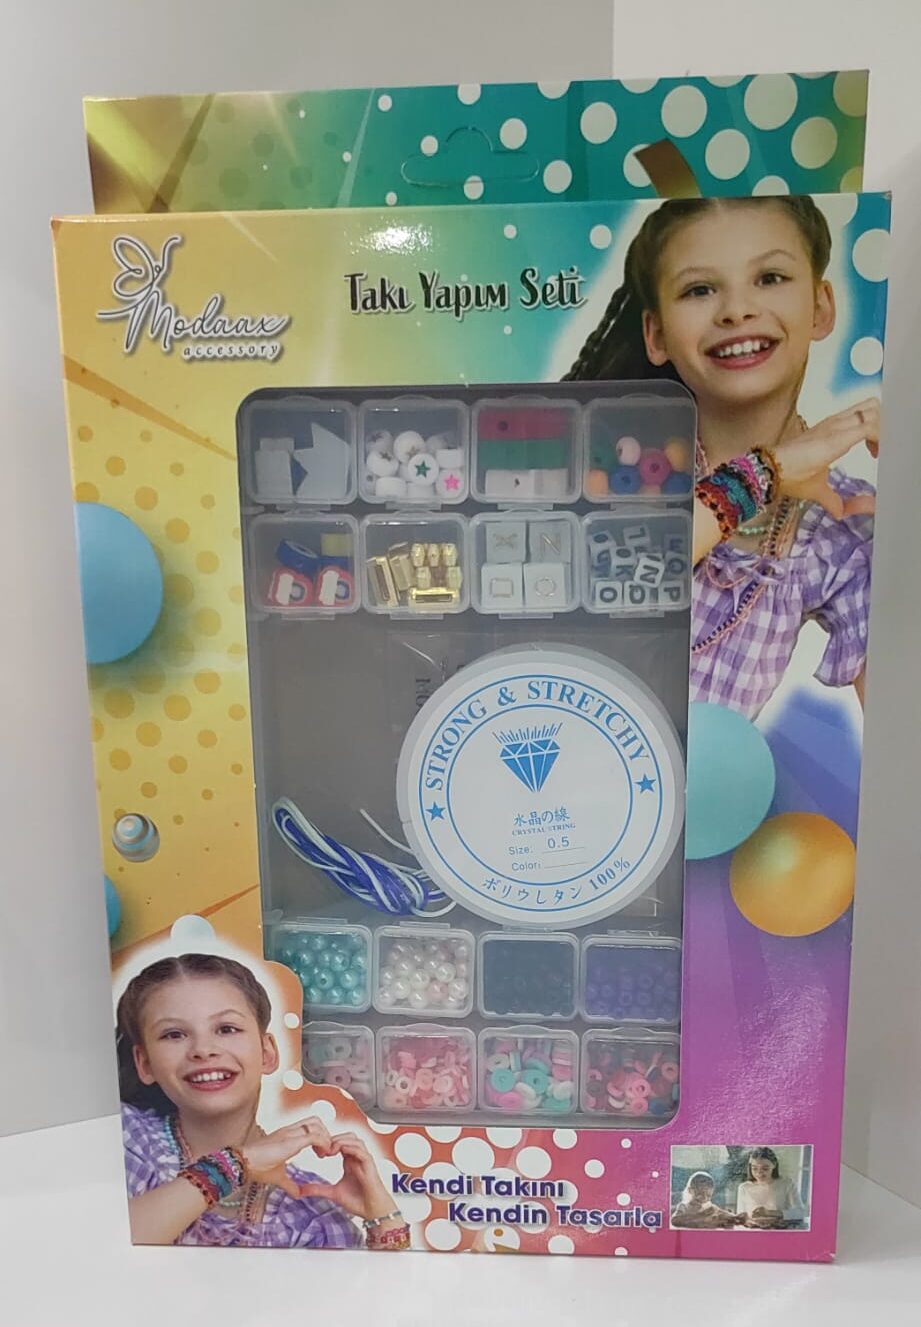 Modaax
accessory
Takı Yapım Seti
X N
STRONG & STRETCHY
水晶の線
CRYSTAL STRING
Size: 0.5
Color:
ポリウレタン 100%
Kendi Takını
Kendin Tasarla